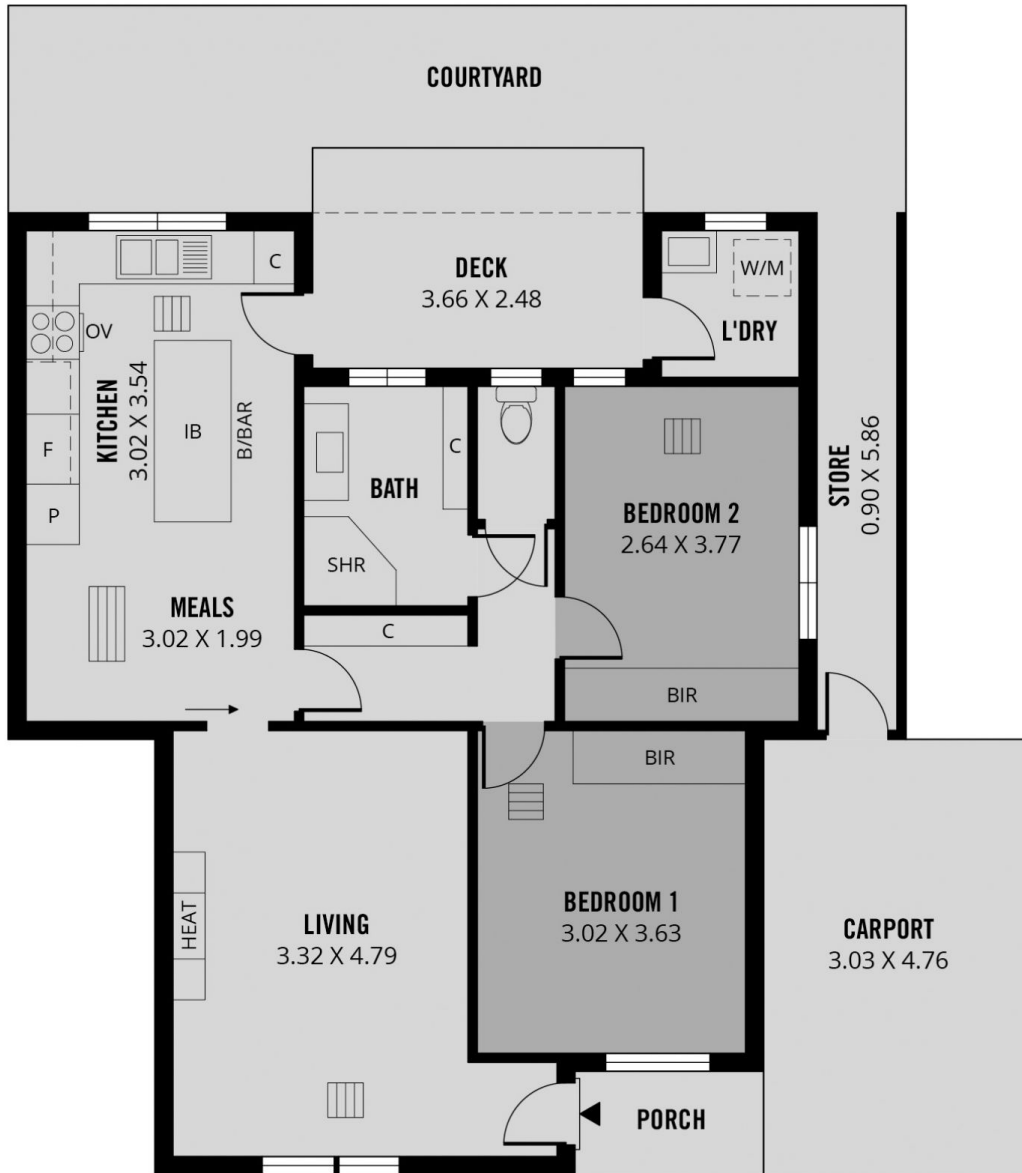 COURTYARD
DECK
3.66 X 2.48
C
W/M
L'DRY
OV
KITCHEN
3.02 X 3.54
IB
B/BAR
F
P
C
BATH
SHR
BEDROOM 2
2.64 X 3.77
STORE
0.90 X 5.86
MEALS
3.02 X 1.99
C
BIR
BIR
HEAT
LIVING
3.32 X 4.79
BEDROOM 1
3.02 X 3.63
CARPORT
3.03 X 4.76
PORCH